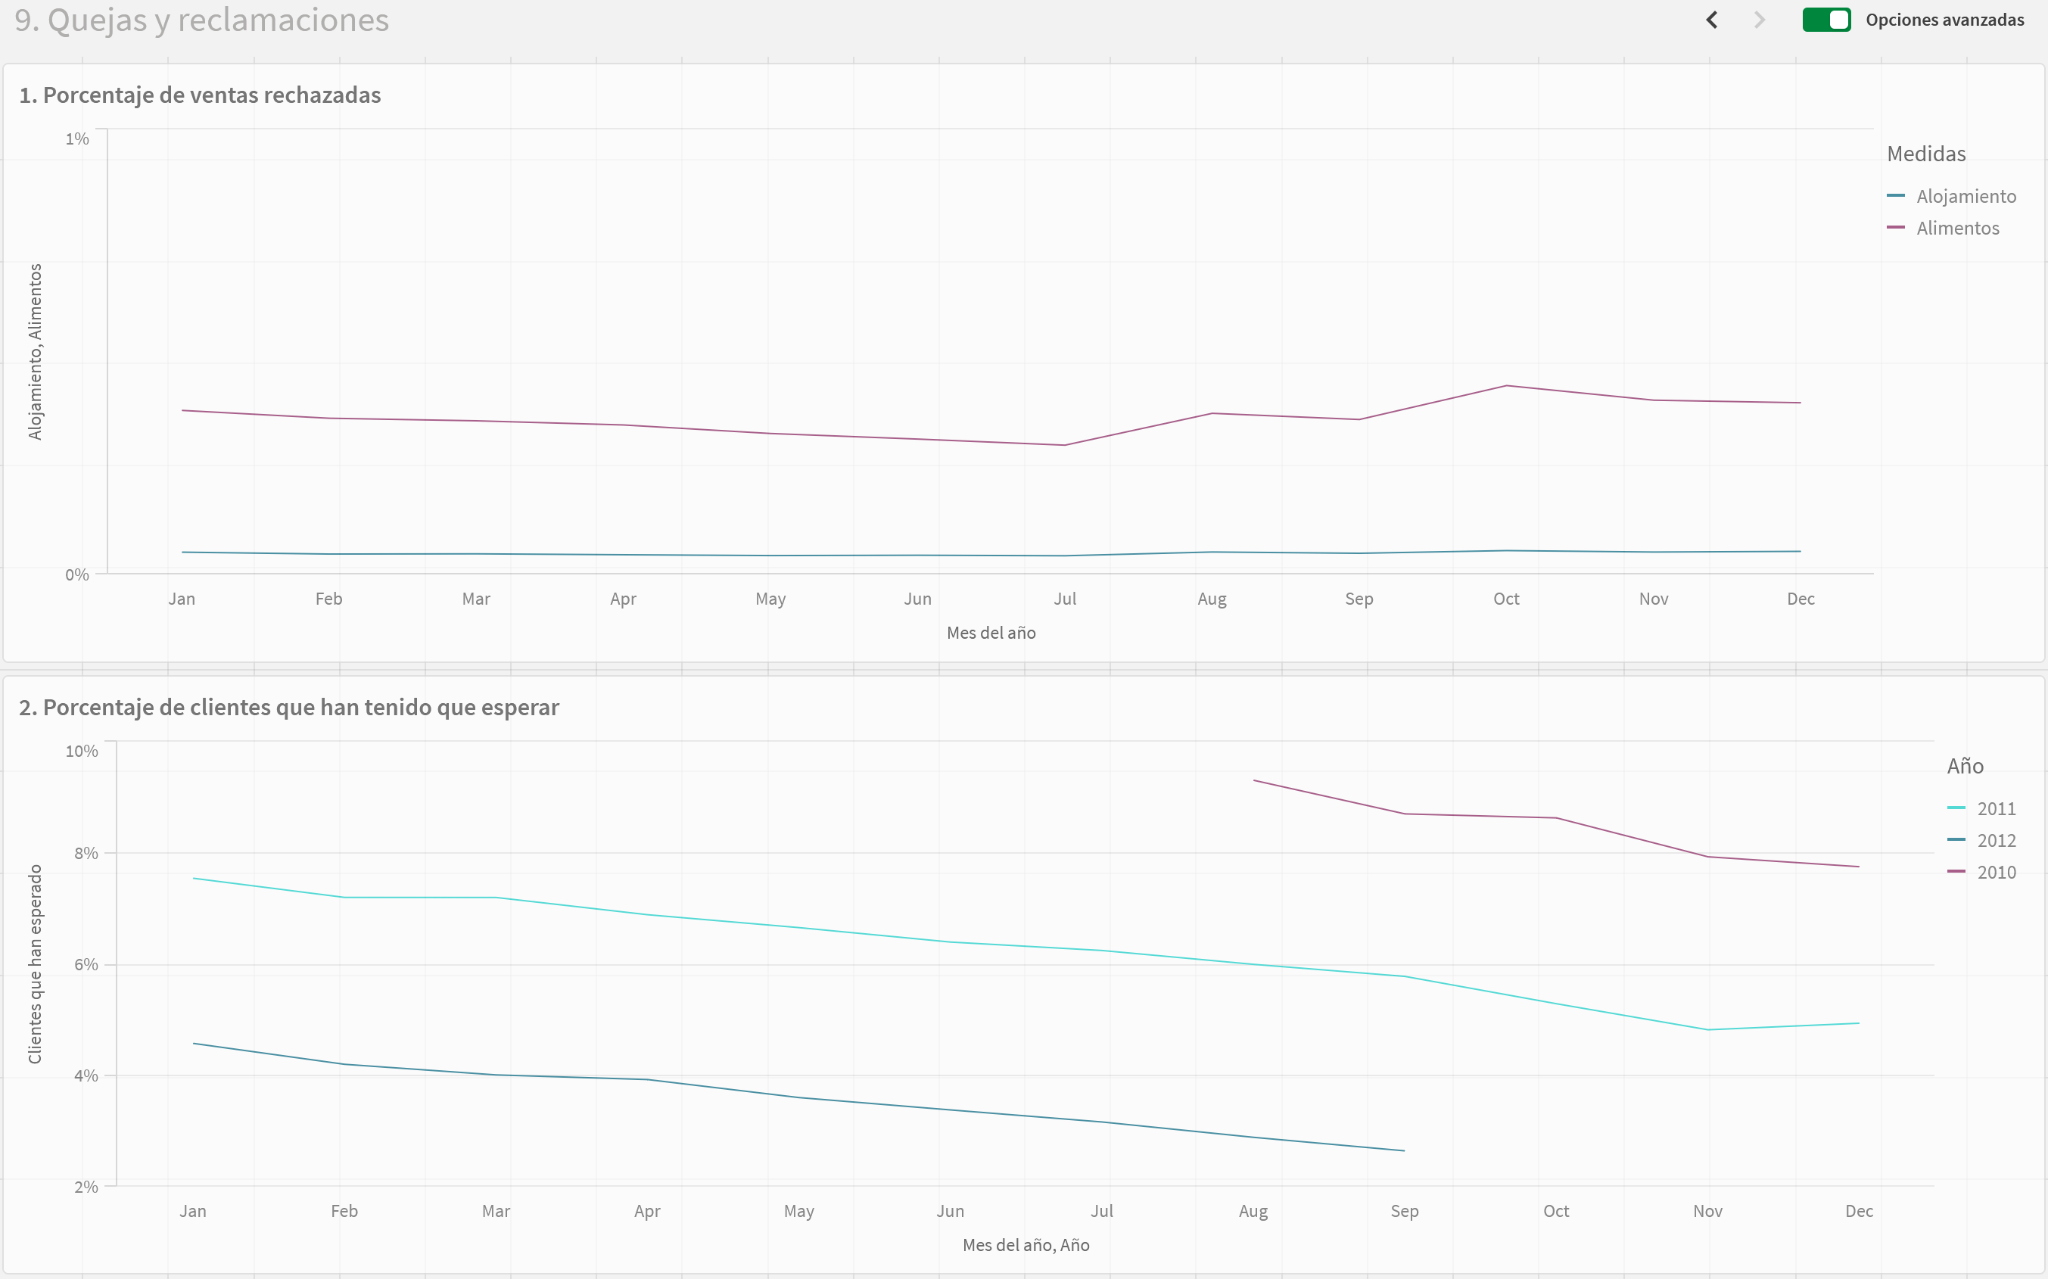 9. Quejas y reclamaciones
Opciones avanzadas
1. Porcentaje de ventas rechazadas
1%
0%
Alojamiento, Alimentos
Jan Feb Mar Apr May Jun Jul Aug Sep Oct Nov Dec
Mes del año
Medidas
Alojamiento
Alimentos
2. Porcentaje de clientes que han tenido que esperar
10%
8%
6%
4%
2%
Clientes que han esperado
Jan Feb Mar Apr May Jun Jul Aug Sep Oct Nov Dec
Mes del año, Año
Año
2011
2012
2010